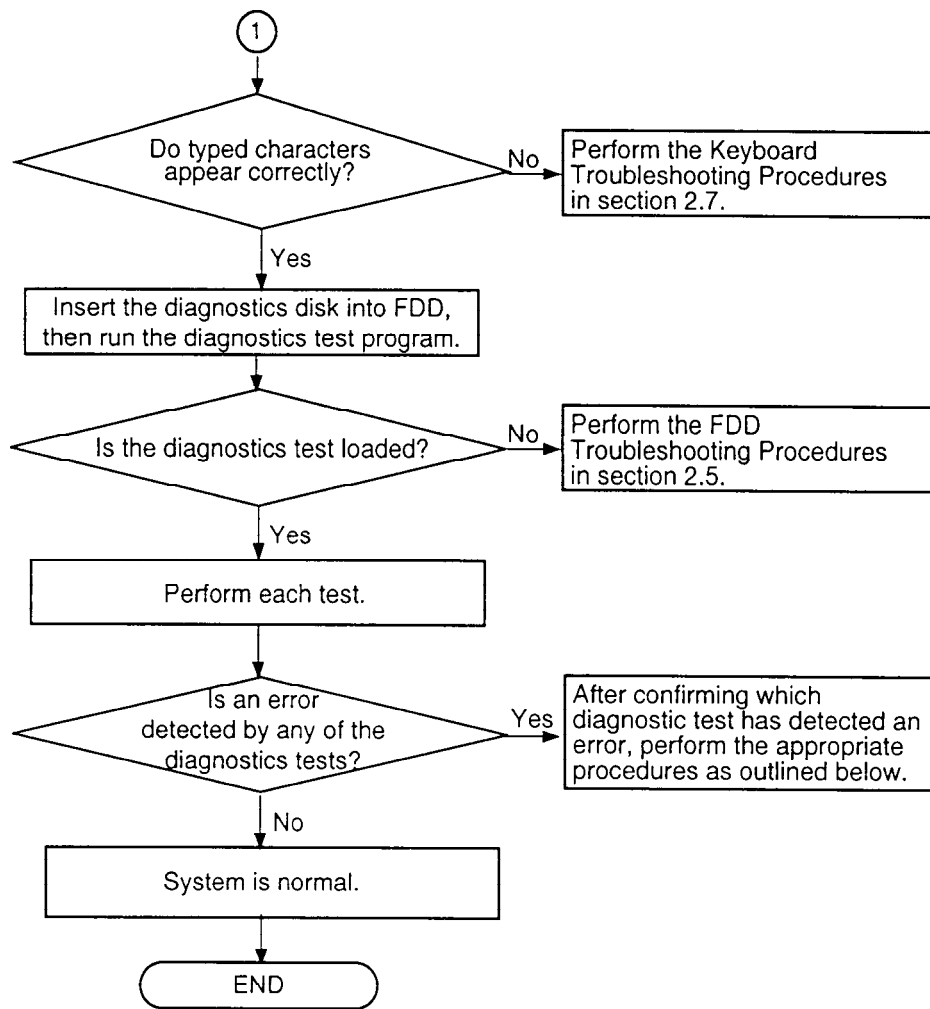 1
Do typed characters
appear correctly?
No
Perform the Keyboard
Troubleshooting Procedures
in section 2.7.
Yes
Insert the diagnostics disk into FDD,
then run the diagnostics test program.
Is the diagnostics test loaded?
No
Perform the FDD
Troubleshooting Procedures
in section 2.5.
Yes
Perform each test.
Is an error
detected by any of the
diagnostics tests?
Yes
After confirming which
diagnostic test has detected an
error, perform the appropriate
procedures as outlined below.
No
System is normal.
END